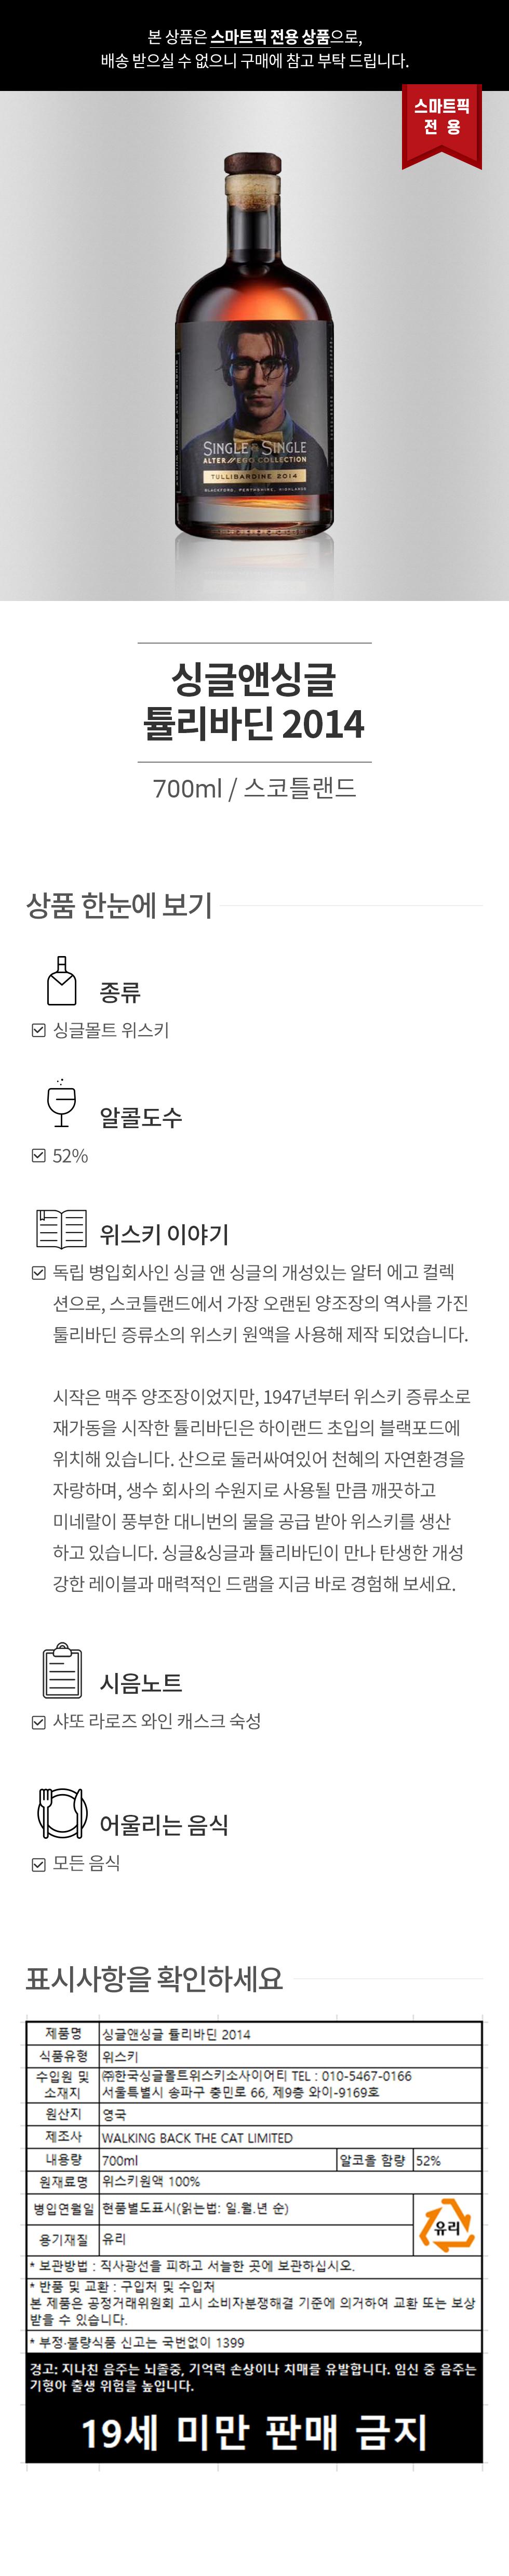 본 상품은 스마트픽 전용 상품으로,
배송 받으실 수 없으니 구매에 참고 부탁 드립니다.
스마트픽
전 용
SINGLE & SINGLE
ALTER // EGO COLLECTION
TULLIBARDINE 2014
BLACKFORD, PERTHSHIRE, HIGHLANDS
싱글앤싱글
튤리바딘 2014
700ml / 스코틀랜드
상품 한눈에 보기
종류
싱글몰트 위스키
알콜도수
52%
위스키 이야기
독립 병입회사인 싱글 앤 싱글의 개성있는 알터 에고 컬렉
션으로, 스코틀랜드에서 가장 오랜된 양조장의 역사를 가진
툴리바딘 증류소의 위스키 원액을 사용해 제작 되었습니다.
시작은 맥주 양조장이었지만, 1947년부터 위스키 증류소로
재가동을 시작한 튤리바딘은 하이랜드 초입의 블랙포드에
위치해 있습니다. 산으로 둘러싸여있어 천혜의 자연환경을
자랑하며, 생수 회사의 수원지로 사용될 만큼 깨끗하고
미네랄이 풍부한 대니번의 물을 공급 받아 위스키를 생산
하고 있습니다. 싱글&싱글과 튤리바딘이 만나 탄생한 개성
강한 레이블과 매력적인 드램을 지금 바로 경험해 보세요.
시음노트
샤또 라로즈 와인 캐스크 숙성
어울리는 음식
모든 음식
표시사항을 확인하세요
제품명 싱글앤싱글 튤리바딘 2014
식품유형 위스키
수입원 및 소재지 ㈜한국싱글몰트위스키소사이어티 TEL : 010-5467-0166
서울특별시 송파구 충민로 66, 제9층 와이-9169호
원산지 영국
제조사 WALKING BACK THE CAT LIMITED
내용량 700ml 알코올 함량 52%
원재료명 위스키원액 100%
병입연월일 현품별도표시(읽는법: 일.월.년 순)
유리
용기재질 유리
* 보관방법 : 직사광선을 피하고 서늘한 곳에 보관하십시오.
* 반품 및 교환 : 구입처 및 수입처
본 제품은 공정거래위원회 고시 소비자분쟁해결 기준에 의거하여 교환 또는 보상
받을 수 있습니다.
* 부정·불량식품 신고는 국번없이 1399
경고: 지나친 음주는 뇌졸중, 기억력 손상이나 치매를 유발합니다. 임신 중 음주는
기형아 출생 위험을 높입니다.
19세 미만 판매 금지